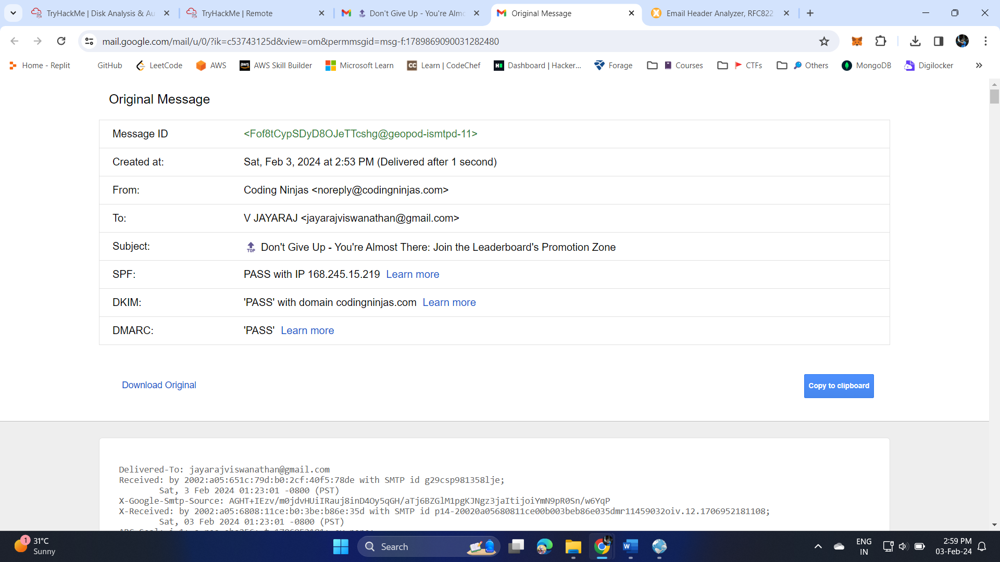 TryHackMe | Disk Analysis & Au
TryHackMe | Remote
Don't Give Up - You're Almo
Original Message
Email Header Analyzer, RFC822
mail.google.com/mail/u/0/?ik=c53743125d&view=om&permmsgid=msg-f:1789869090031282480
Home - Replit
GitHub
LeetCode
AWS
aws AWS Skill Builder
Microsoft Learn
CC Learn | CodeChef
Dashboard | Hacker...
Forage
Courses
CTFs
Others
MongoDB
Digilocker
Original Message
Message ID <Fof8tCypSDyD8OJeTTcshg@geopod-ismtpd-11>
Created at: Sat, Feb 3, 2024 at 2:53 PM (Delivered after 1 second)
From: Coding Ninjas <noreply@codingninjas.com>
To: V JAYARAJ <jayarajviswanathan@gmail.com>
Subject: TOP Don't Give Up - You're Almost There: Join the Leaderboard's Promotion Zone
SPF: PASS with IP 168.245.15.219 Learn more
DKIM: 'PASS' with domain codingninjas.com Learn more
DMARC: 'PASS' Learn more
Download Original
Copy to clipboard
Delivered-To: jayarajviswanathan@gmail.com
Received: by 2002:a05:651c:79d:b0:2cf:40f5:78de with SMTP id g29csp981358lje;
Sat, 3 Feb 2024 01:23:01 -0800 (PST)
X-Google-Smtp-Source: AGHT+IEzv/m0jdvHUiIRauj8inD4Oy5qGH/aTj6BZGlM1pgKJNgz3jaItijoiYmN9pR0Sn/w6YqP
X-Received: by 2002:a05:6808:11ce:b0:3be:b86e:35d with SMTP id p14-20020a05680811ce00b003beb86e035dmr11459032oiv.12.1706952181108;
Sat, 03 Feb 2024 01:23:01 -0800 (PST)
1
31°C
Sunny
Search
ENG
IN
2:59 PM
03-Feb-24